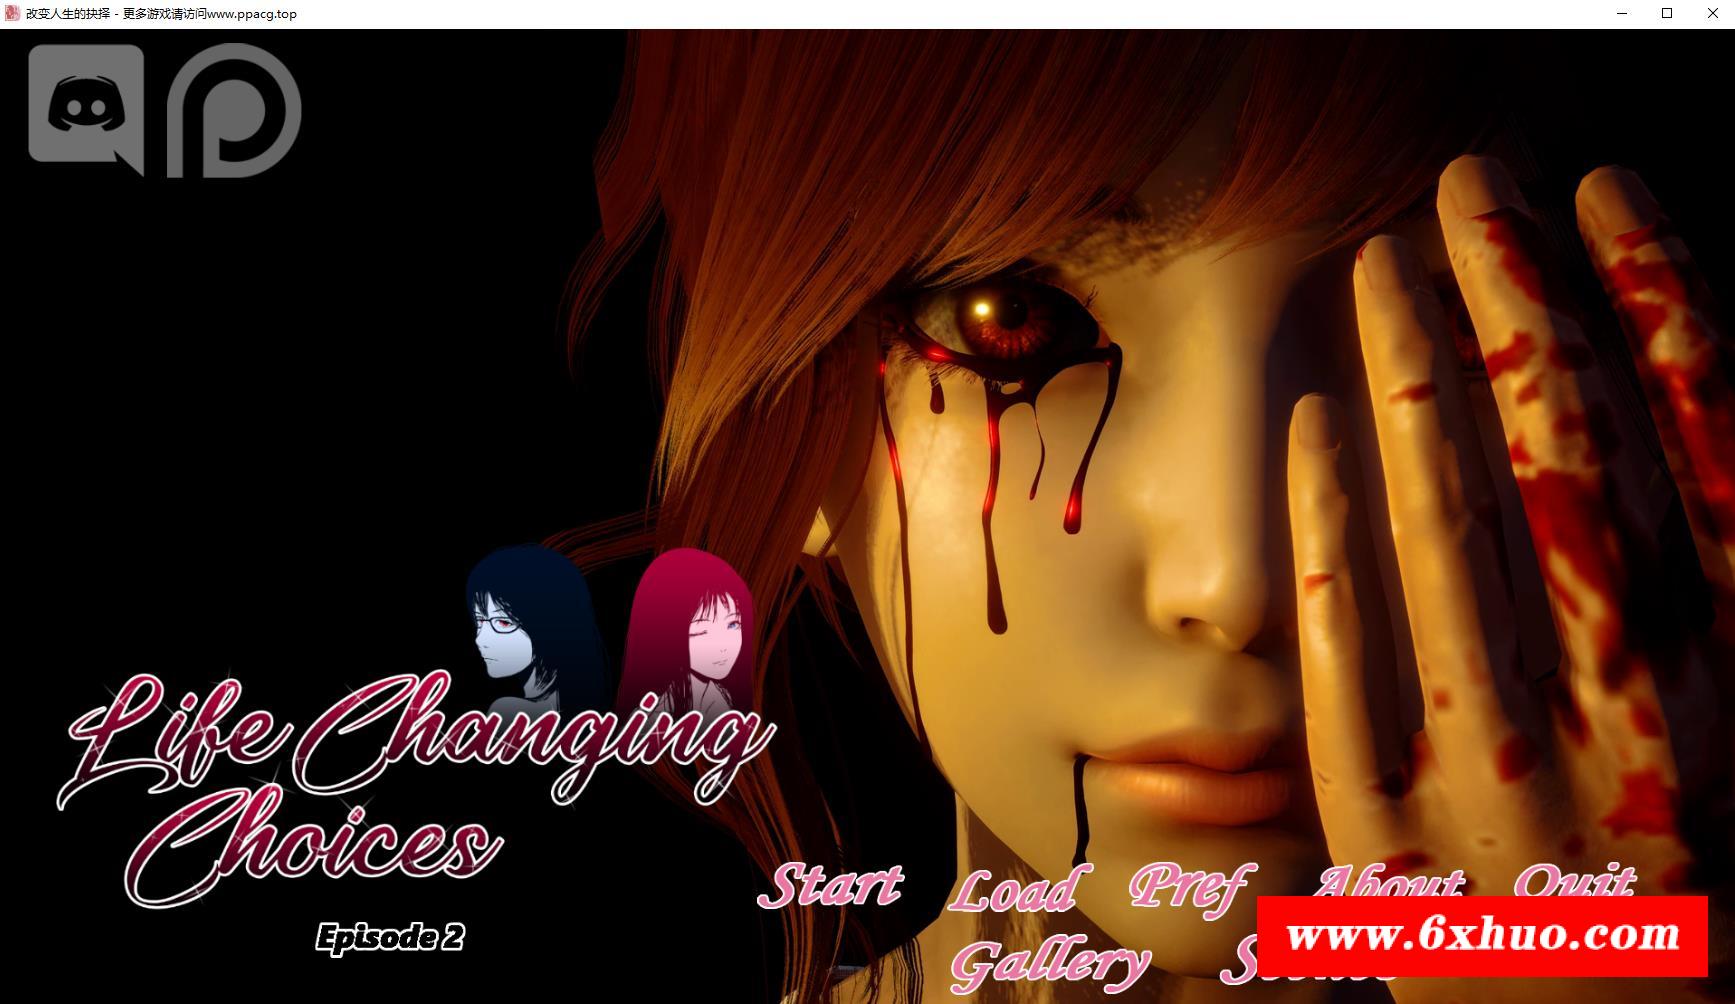 改变人生的抉择 - 更多游戏请访问www.ppacg.top
Life Changing
Choices
Episode 2
Start Load Pref About Quit
Gallery
www.6xhuo.com